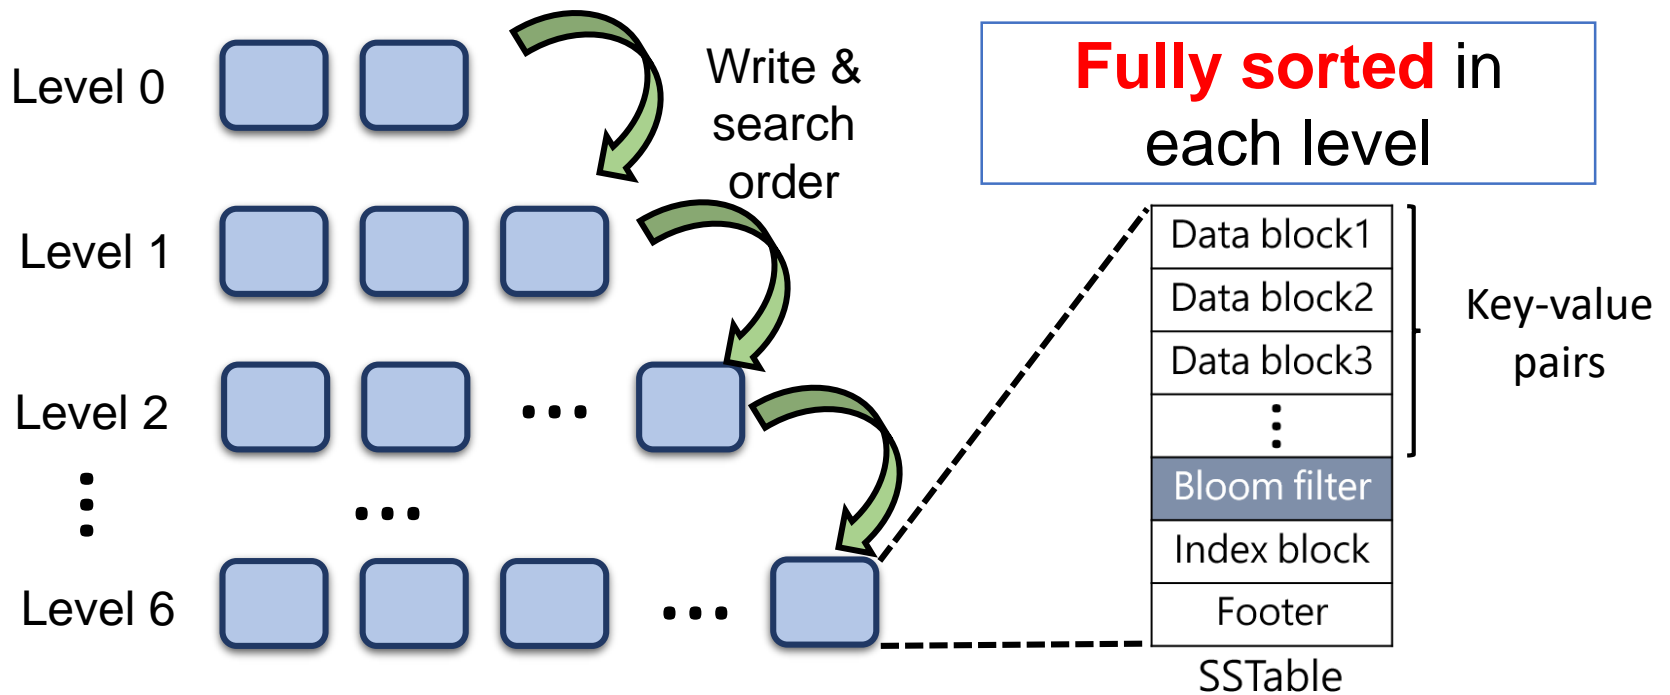 Level 0
Write &
search
order
Fully sorted in
each level
Level 1
Level 2
Level 6
Data block1
Data block2
Data block3
Bloom filter
Index block
Footer
SSTable
Key-value
pairs